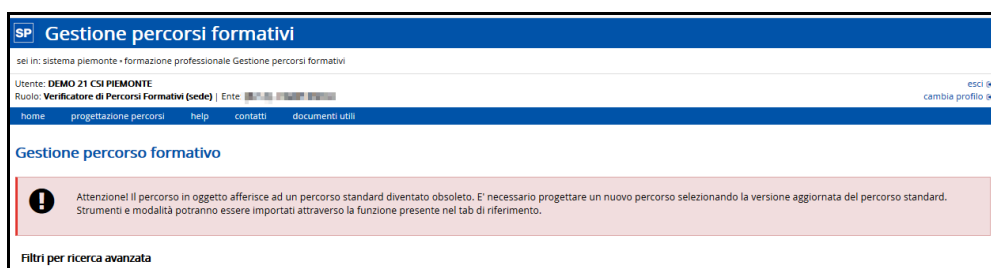 SP Gestione percorsi formativi
sei in: sistema piemonte • formazione professionale Gestione percorsi formativi
Utente: DEMO 21 CSI PIEMONTE esci
Ruolo: Verificatore di Percorsi Formativi (sede) | Ente cambia profilo
home progettazione percorsi help contatti documenti utili
Gestione percorso formativo
Attenzione! Il percorso in oggetto afferisce ad un percorso standard diventato obsoleto. E' necessario progettare un nuovo percorso selezionando la versione aggiornata del percorso standard.
Strumenti e modalità potranno essere importati attraverso la funzione presente nel tab di riferimento.
Filtri per ricerca avanzata